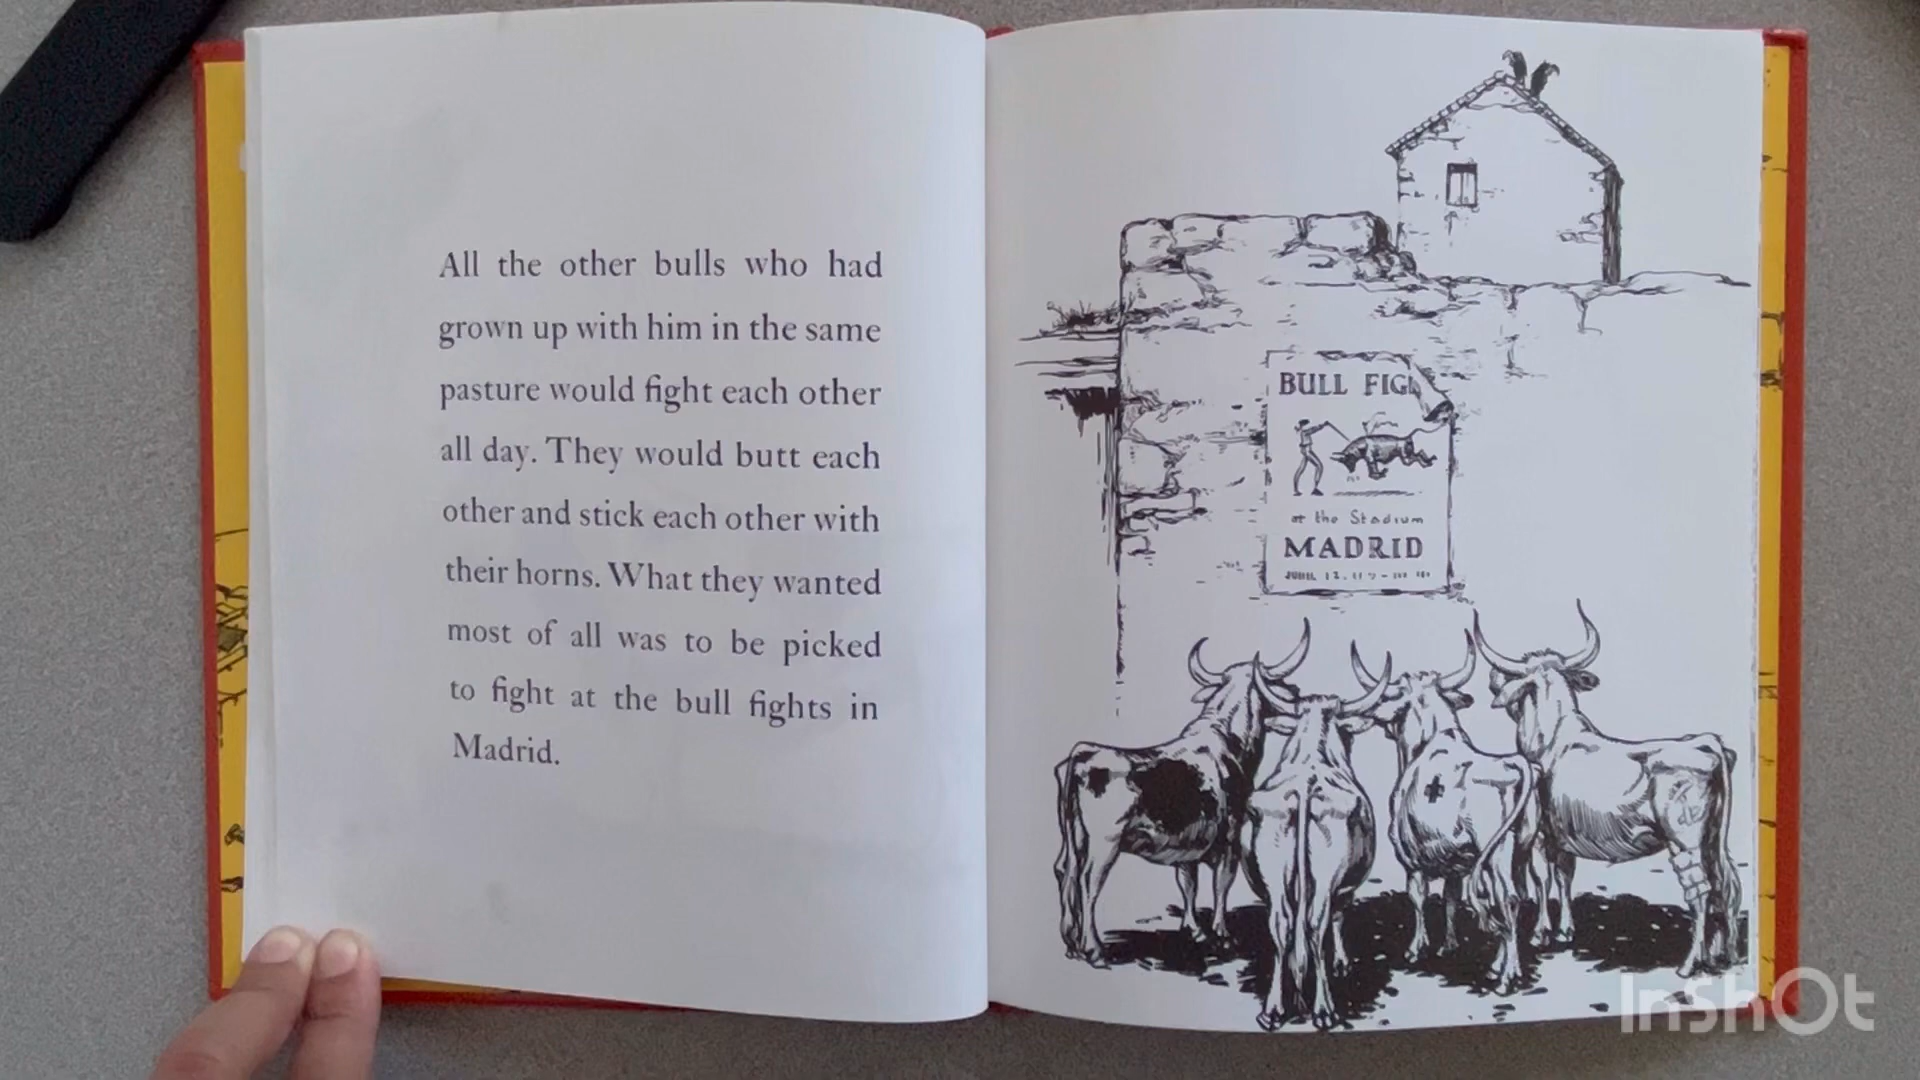 All the other bulls who had
grown up with him in the same
pasture would fight each other
all day. They would butt each
other and stick each other with
their horns. What they wanted
most of all was to be picked
to fight at the bull fights in
Madrid.
BULL FIG
at the Stadium
MADRID
InShOt